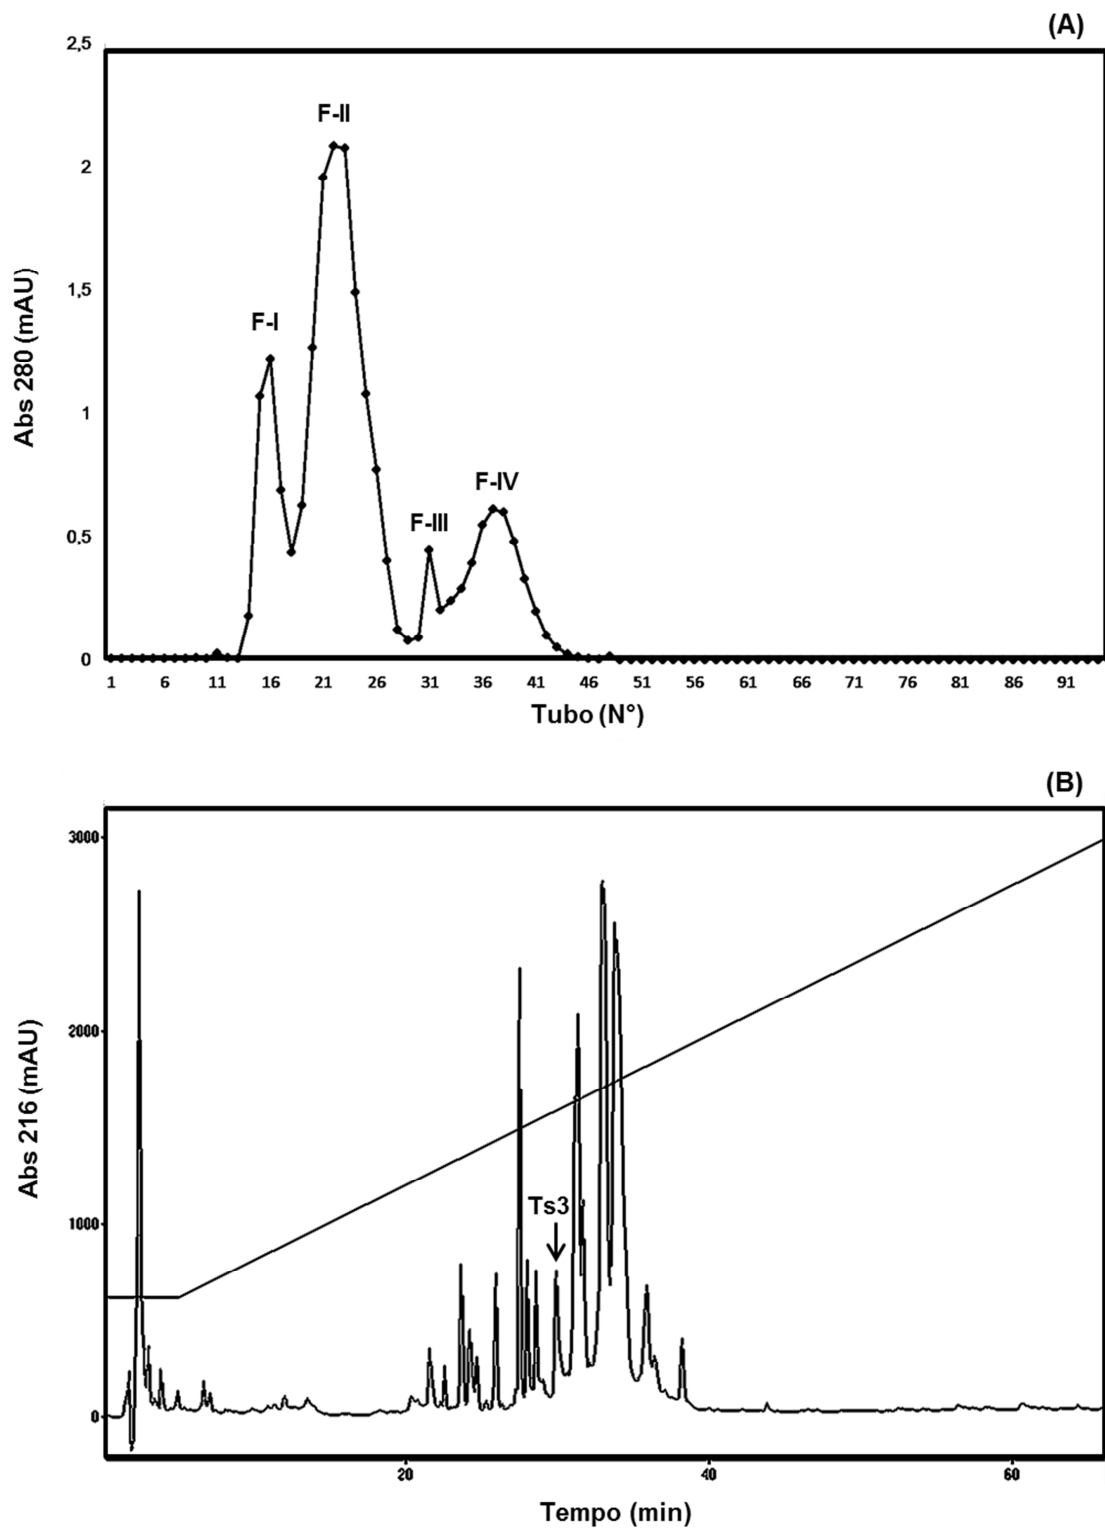 (A)
2,5
2
1,5
1
0,5
0
Abs 280 (mAU)
F-I
F-II
F-III
F-IV
1 6 11 16 21 26 31 36 41 46 51 56 61 66 71 76 81 86 91
Tubo (N°)
(B)
3000
2000
1000
0
Abs 216 (mAU)
Ts3
20 40 60
Tempo (min)